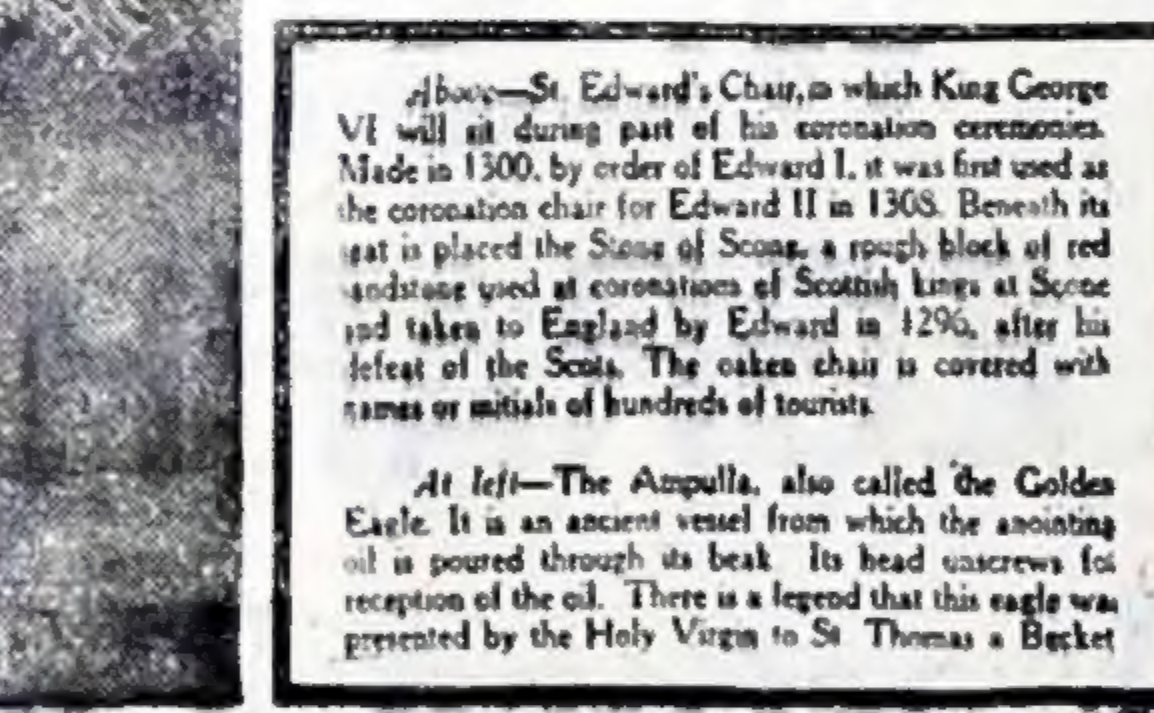 Above—St. Edward's Chair, in which King George
VI will sit during part of his coronation ceremonies.
Made in 1300, by order of Edward I, it was first used as
the coronation chair for Edward II in 1308. Beneath its
seat is placed the Stone of Scone, a rough block of red
sandstone used at coronations of Scottish kings at Scone
and taken to England by Edward in 1296, after his
defeat of the Scots. The oaken chair is covered with
names or initials of hundreds of tourists.
At left—The Ampulla, also called the Golden
Eagle. It is an ancient vessel from which the anointing
oil is poured through its beak. Its head unscrews for
reception of the oil. There is a legend that this eagle was
presented by the Holy Virgin to St. Thomas a Becket